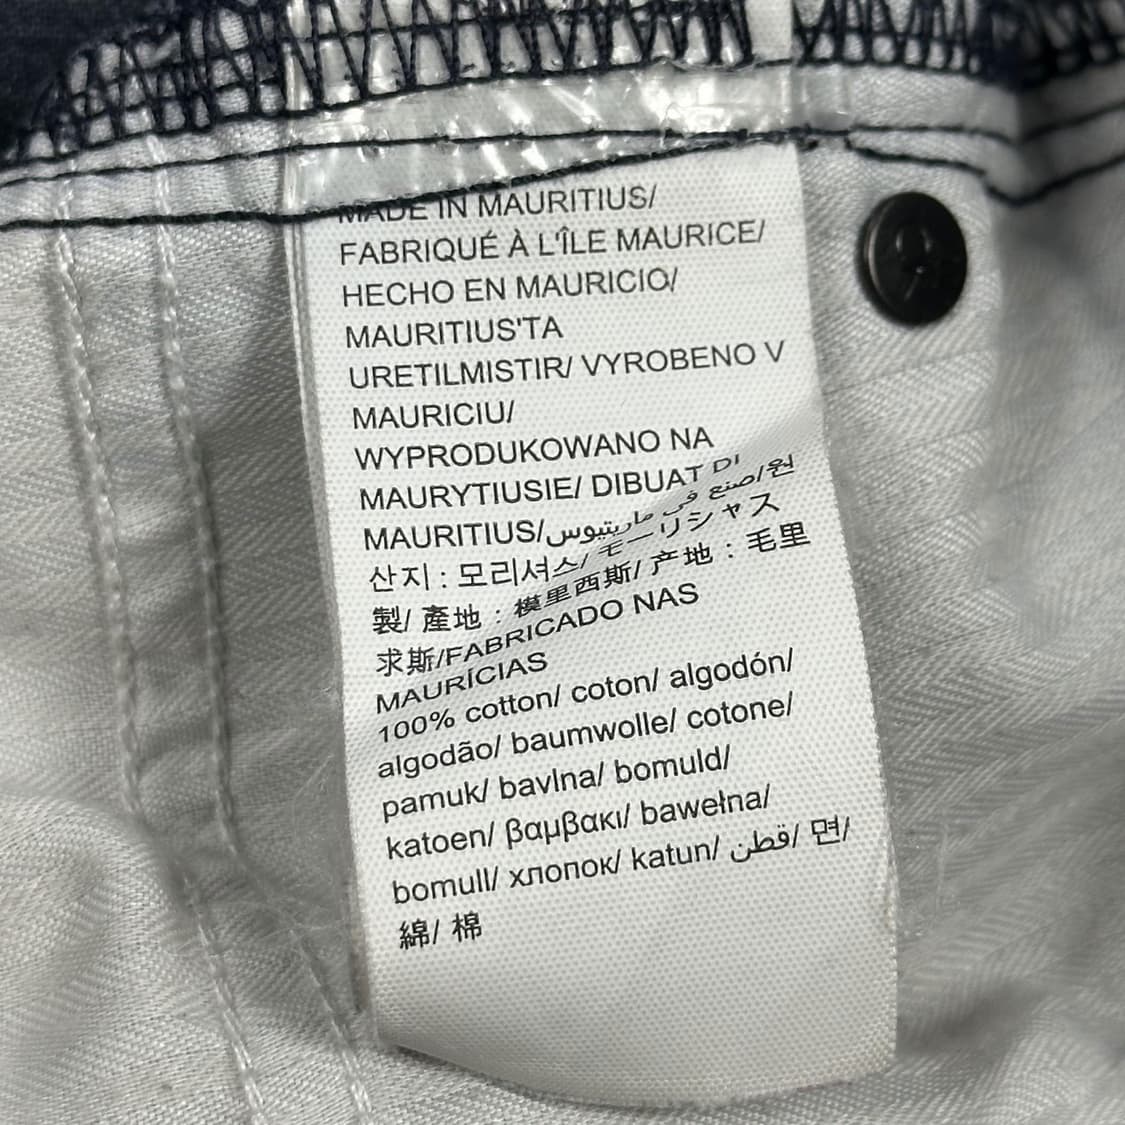 MADE IN MAURITIUS/
FABRIQUÉ À L'ÎLE MAURICE/
HECHO EN MAURICIO/
MAURITIUS'TA
URETILMISTIR/ VYROBENO V
MAURICIU/
WYPRODUKOWANO NA
MAURYTIUSIE/ DIBUAT DI
MAURITIUS/صنع في ماريتيوس/원
산지 : 모리셔스/ モーリシャス
製/ 產地 : 模里西斯/ 产地 : 毛里
求斯/FABRICADO NAS
MAURÍCIAS
100% cotton/ coton/ algodón/
algodão/ baumwolle/ cotone/
pamuk/ bavlna/ bomuld/
katoen/ βαμβακι/ bawełna/
bomull/ хлопок/ katun/ قطن/ 면/
綿/ 棉